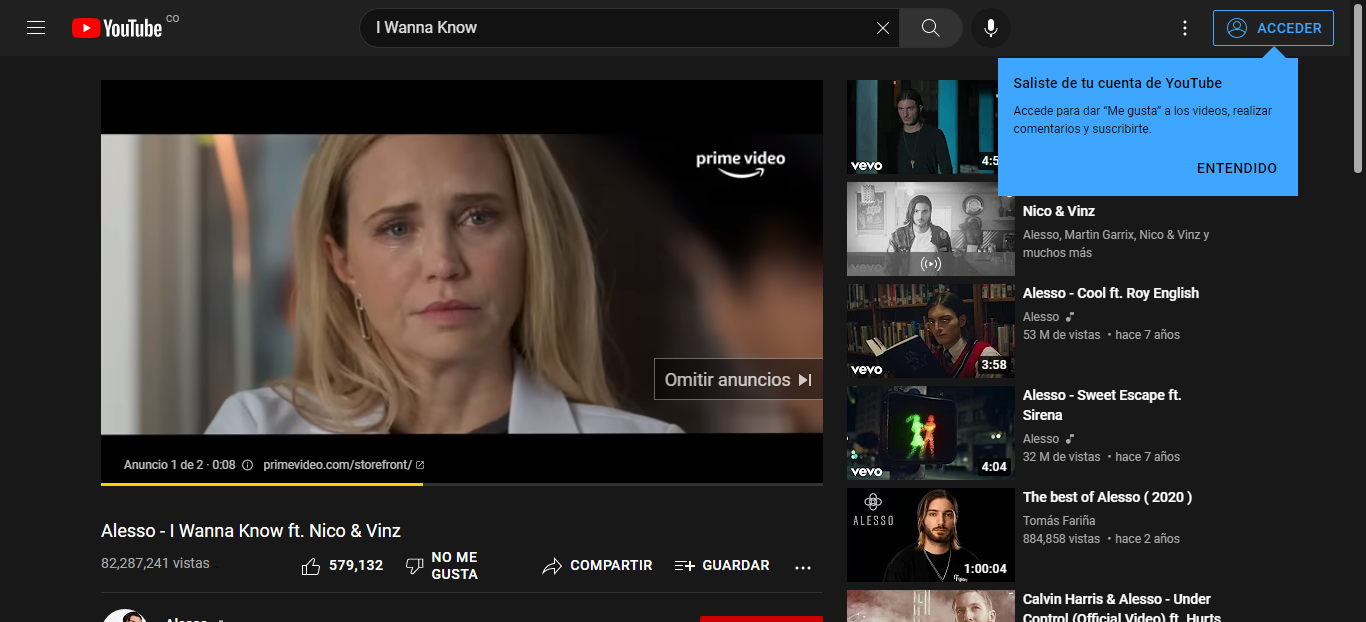 YouTube CO
I Wanna Know
ACCEDER
Saliste de tu cuenta de YouTube
Accede para dar “Me gusta” a los videos, realizar
comentarios y suscribirte.
ENTENDIDO
prime video
Omitir anuncios
Anuncio 1 de 2 · 0:08 primevideo.com/storefront/
Alesso - I Wanna Know ft. Nico & Vinz
82,287,241 vistas
579,132
NO ME
GUSTA
COMPARTIR
GUARDAR
Alesso
vevo
4:5
vevo
Nico & Vinz
Alesso, Martin Garrix, Nico & Vinz y
muchos más
vevo
3:58
Alesso - Cool ft. Roy English
Alesso
53 M de vistas • hace 7 años
vevo
4:04
Alesso - Sweet Escape ft.
Sirena
Alesso
32 M de vistas • hace 7 años
ALESSO
1:00:04
The best of Alesso ( 2020 )
Tomás Fariña
884,858 vistas • hace 2 años
Calvin Harris & Alesso - Under
Control (Official Video) ft. Hurts